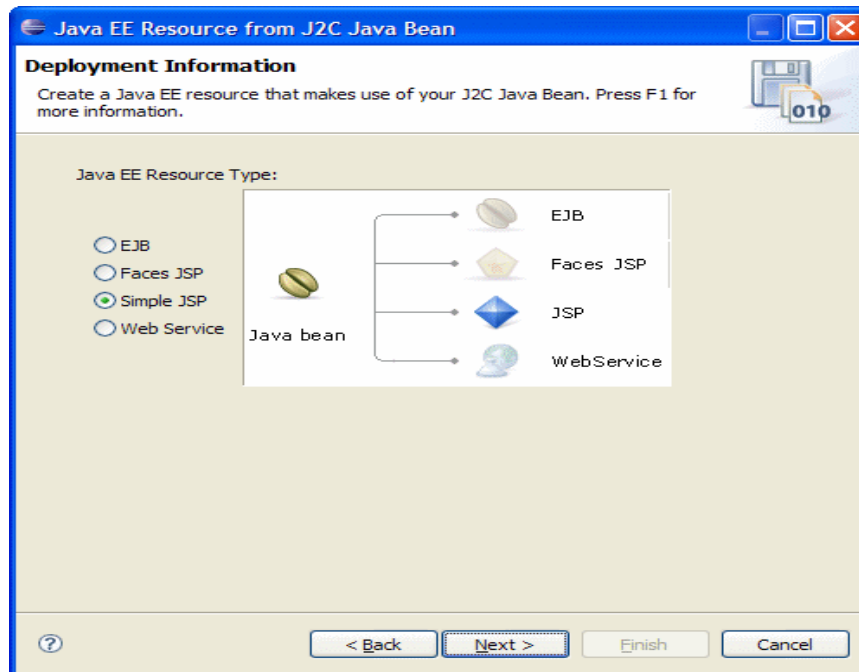 Java EE Resource from J2C Java Bean
Deployment Information
Create a Java EE resource that makes use of your J2C Java Bean. Press F1 for
more information.
010
Java EE Resource Type:
EJB
Faces JSP
Simple JSP
Web Service
Java bean
EJB
Faces JSP
JSP
WebService
?
< Back
Next >
Finish
Cancel